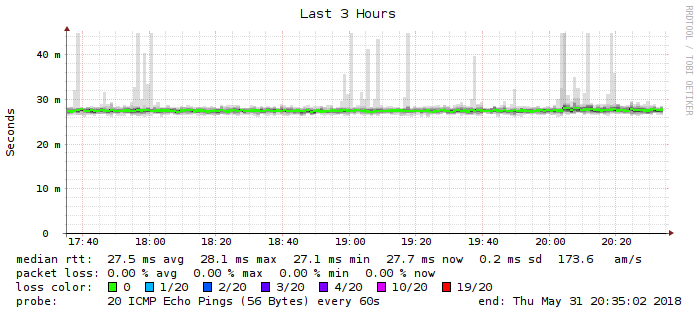 Last 3 Hours
RRDTOOL / TOBI OETIKER
Seconds
40 m
30 m
20 m
10 m
0
17:40 18:00 18:20 18:40 19:00 19:20 19:40 20:00 20:20
median rtt: 27.5 ms avg 28.1 ms max 27.1 ms min 27.7 ms now 0.2 ms sd 173.6 am/s
packet loss: 0.00 % avg 0.00 % max 0.00 % min 0.00 % now
loss color: 0 1/20 2/20 3/20 4/20 10/20 19/20
probe: 20 ICMP Echo Pings (56 Bytes) every 60s end: Thu May 31 20:35:02 2018